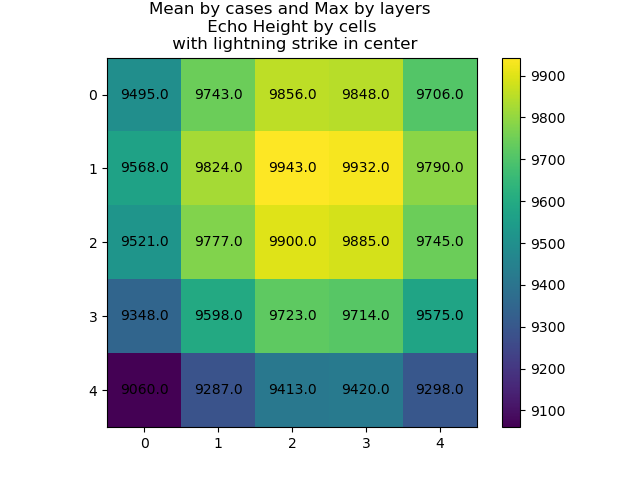 Mean by cases and Max by layers
Echo Height by cells
with lightning strike in center
0 9495.0 9743.0 9856.0 9848.0 9706.0
1 9568.0 9824.0 9943.0 9932.0 9790.0
2 9521.0 9777.0 9900.0 9885.0 9745.0
3 9348.0 9598.0 9723.0 9714.0 9575.0
4 9060.0 9287.0 9413.0 9420.0 9298.0
0 1 2 3 4
9900
9800
9700
9600
9500
9400
9300
9200
9100